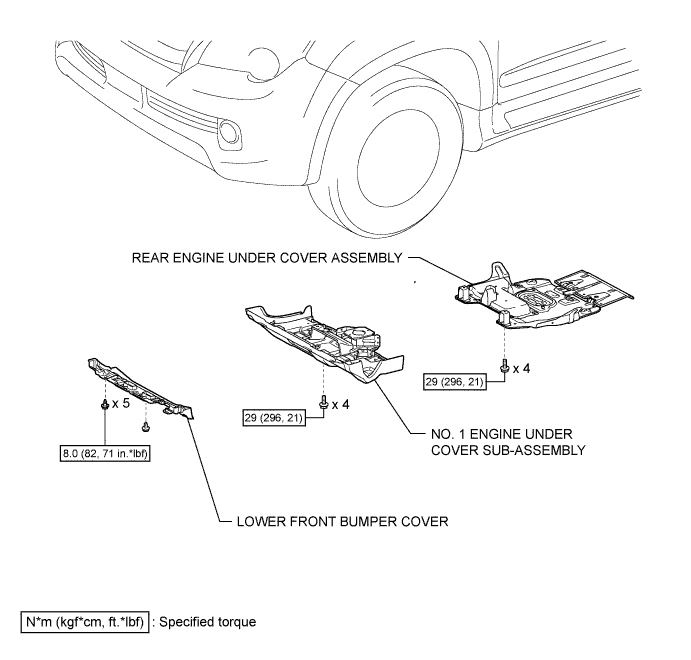 REAR ENGINE UNDER COVER ASSEMBLY
x 4
29 (296, 21)
x 5
x 4
29 (296, 21)
8.0 (82, 71 in.*lbf)
NO. 1 ENGINE UNDER
COVER SUB-ASSEMBLY
LOWER FRONT BUMPER COVER
N*m (kgf*cm, ft.*lbf) : Specified torque